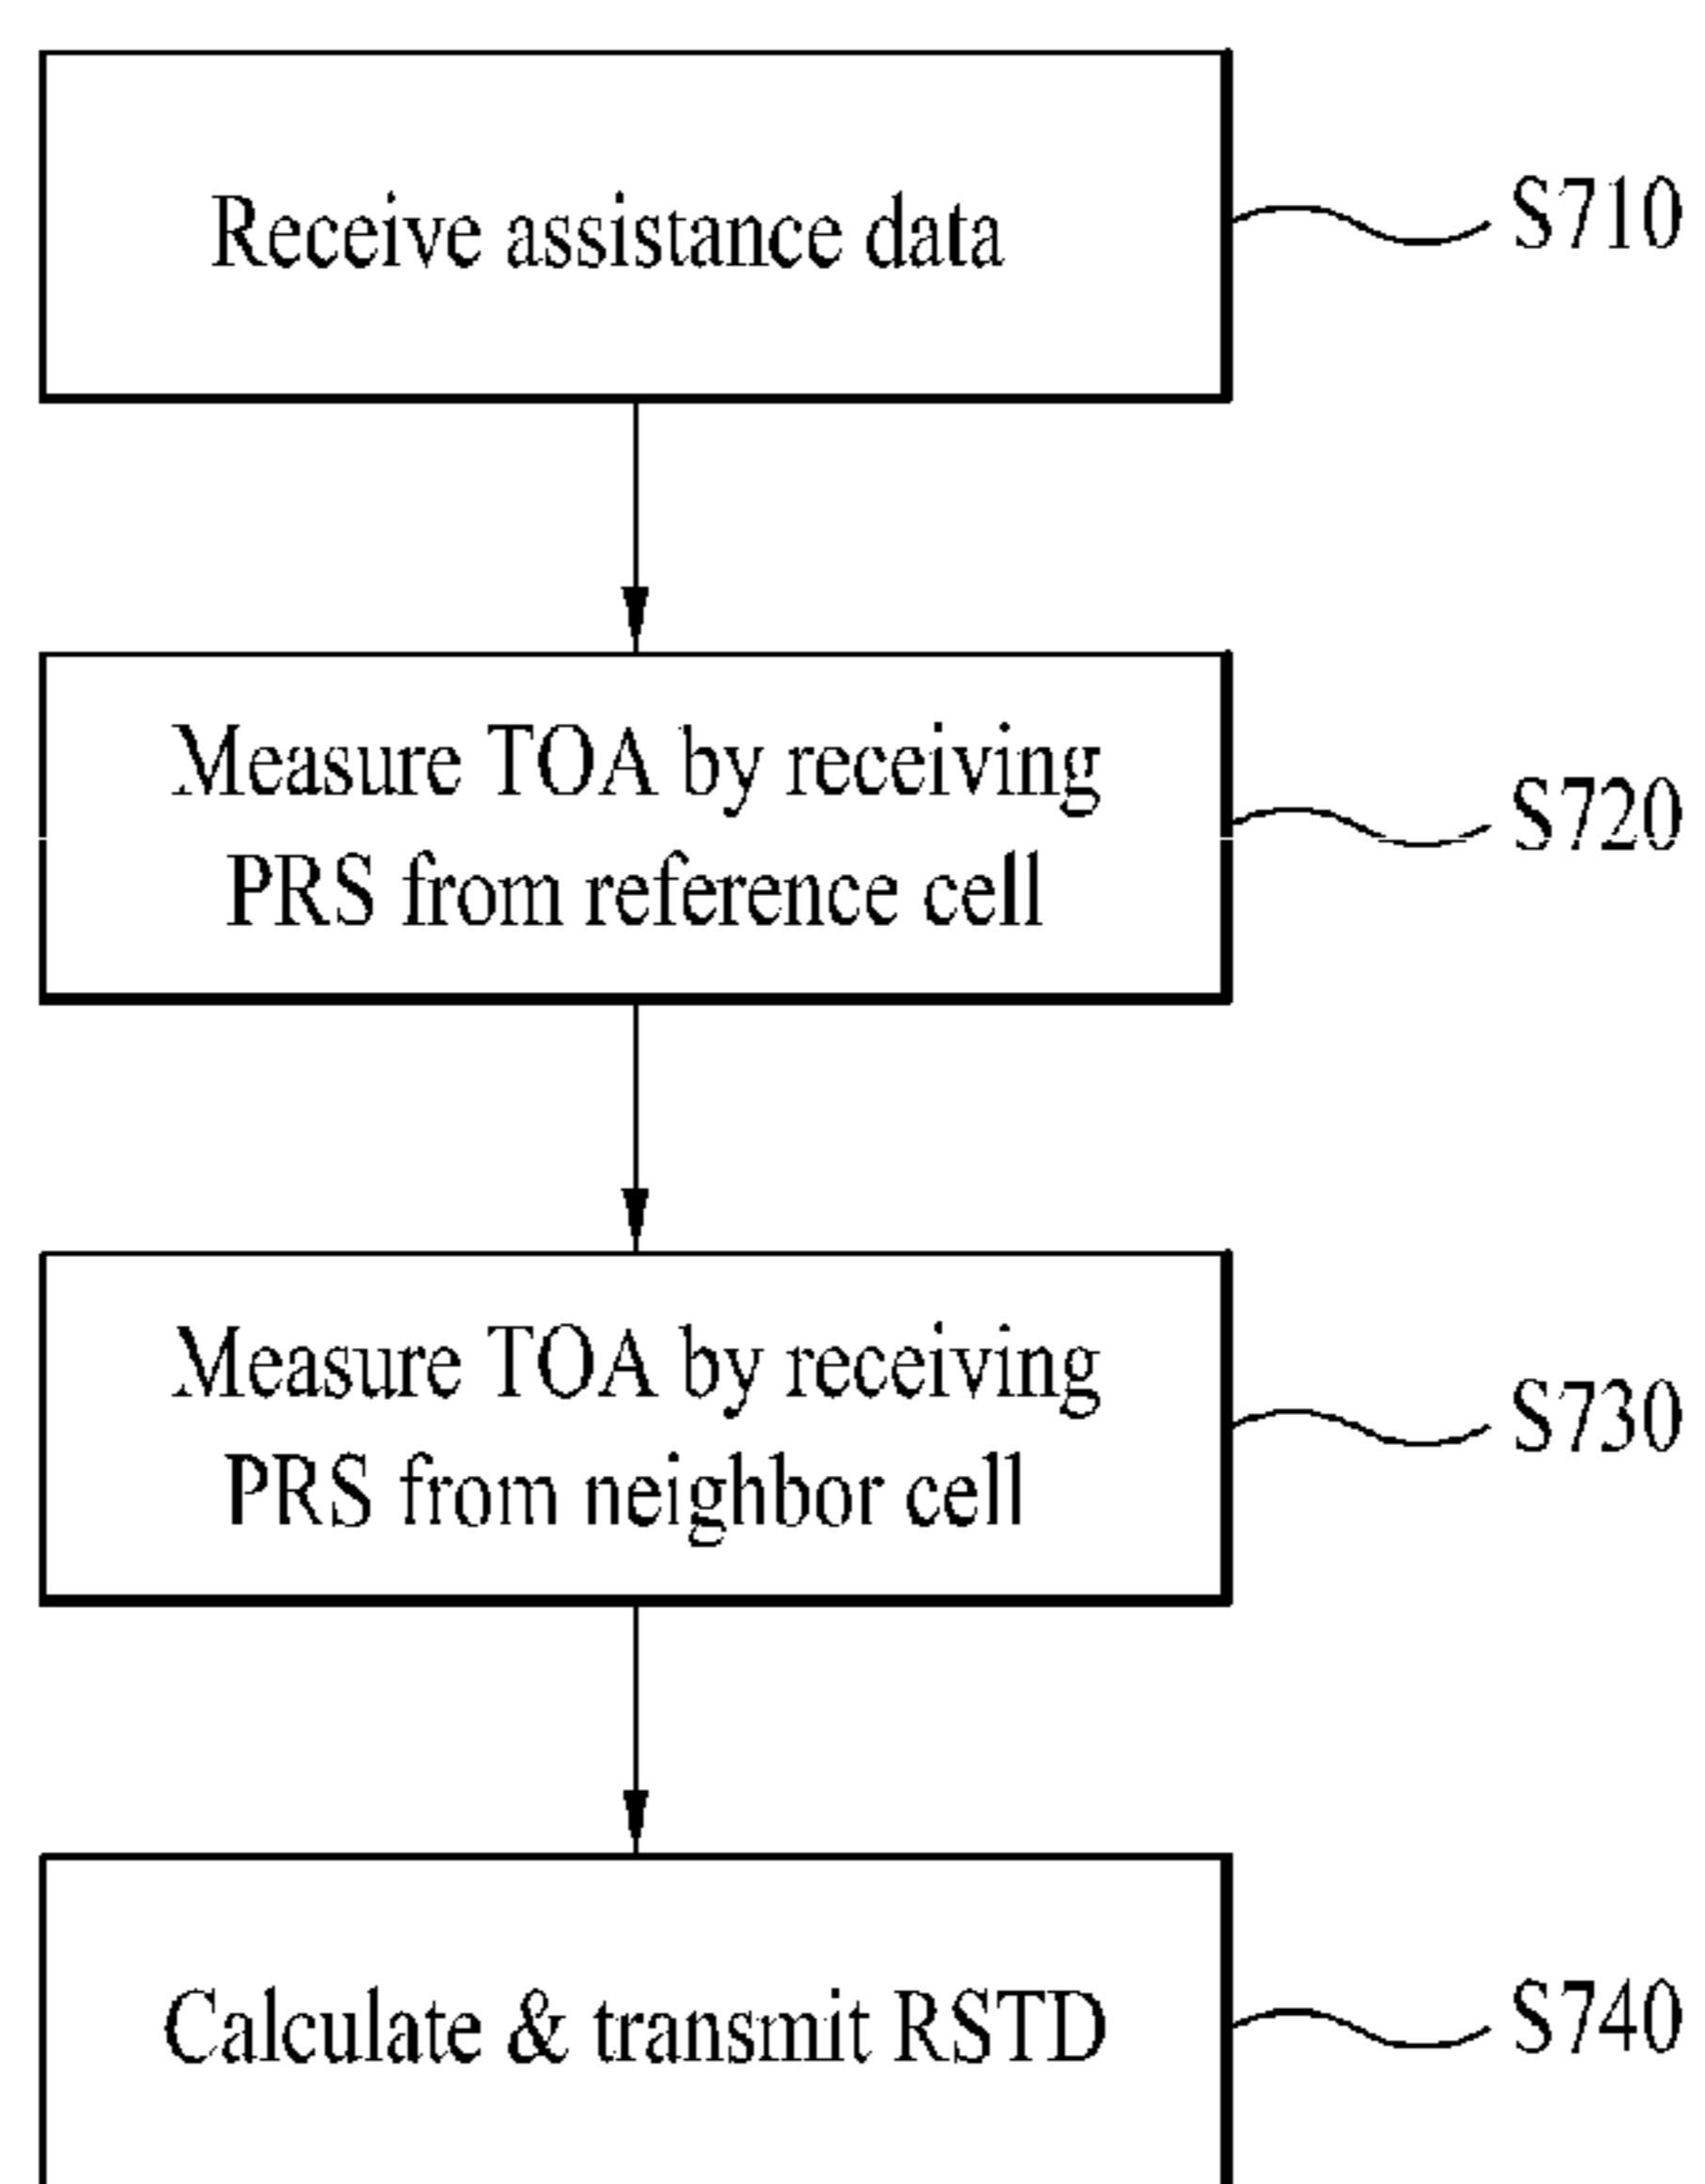 Receive assistance data
S710
Measure TOA by receiving
PRS from reference cell
S720
Measure TOA by receiving
PRS from neighbor cell
S730
Calculate & transmit RSTD
S740